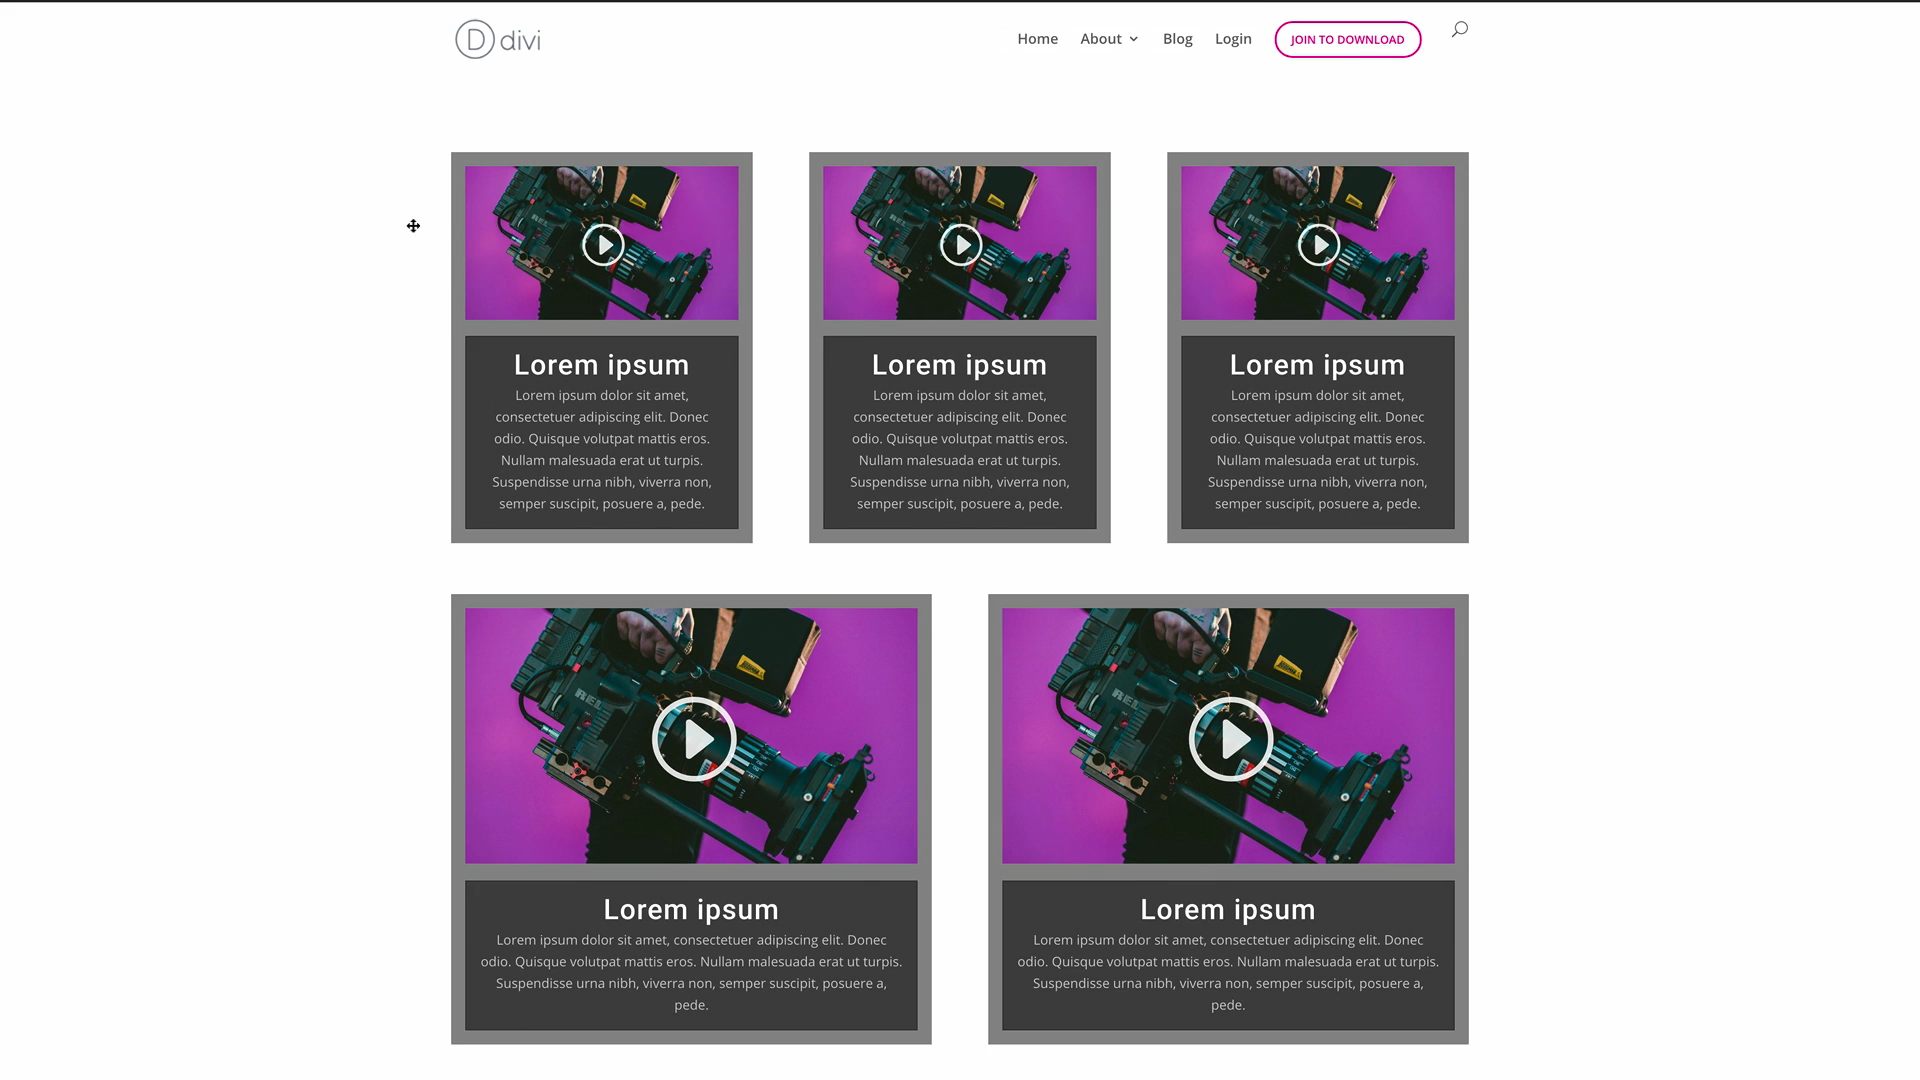 D divi
Home
About
Blog
Login
JOIN TO DOWNLOAD
Lorem ipsum
Lorem ipsum dolor sit amet,
consectetuer adipiscing elit. Donec
odio. Quisque volutpat mattis eros.
Nullam malesuada erat ut turpis.
Suspendisse urna nibh, viverra non,
semper suscipit, posuere a, pede.
Lorem ipsum
Lorem ipsum dolor sit amet,
consectetuer adipiscing elit. Donec
odio. Quisque volutpat mattis eros.
Nullam malesuada erat ut turpis.
Suspendisse urna nibh, viverra non,
semper suscipit, posuere a, pede.
Lorem ipsum
Lorem ipsum dolor sit amet,
consectetuer adipiscing elit. Donec
odio. Quisque volutpat mattis eros.
Nullam malesuada erat ut turpis.
Suspendisse urna nibh, viverra non,
semper suscipit, posuere a, pede.
Lorem ipsum
Lorem ipsum dolor sit amet, consectetuer adipiscing elit. Donec
odio. Quisque volutpat mattis eros. Nullam malesuada erat ut turpis.
Suspendisse urna nibh, viverra non, semper suscipit, posuere a,
pede.
Lorem ipsum
Lorem ipsum dolor sit amet, consectetuer adipiscing elit. Donec
odio. Quisque volutpat mattis eros. Nullam malesuada erat ut turpis.
Suspendisse urna nibh, viverra non, semper suscipit, posuere a,
pede.